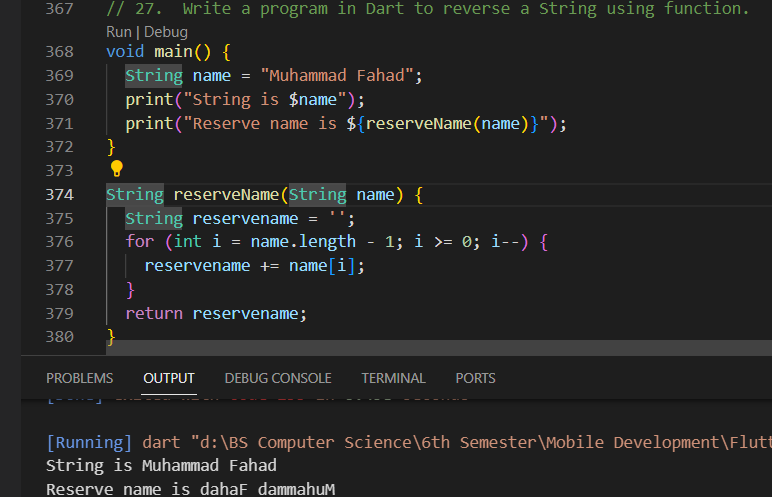 367 // 27. Write a program in Dart to reverse a String using function.
Run | Debug
368 void main() {
369 String name = "Muhammad Fahad";
370 print("String is $name");
371 print("Reserve name is ${reserveName(name)}");
372 }
373
374 String reserveName(String name) {
375 String reservename = '';
376 for (int i = name.length - 1; i >= 0; i--) {
377 reservename += name[i];
378 }
379 return reservename;
380 }
PROBLEMS OUTPUT DEBUG CONSOLE TERMINAL PORTS
[Running] dart "d:\BS Computer Science\6th Semester\Mobile Development\Flutt
String is Muhammad Fahad
Reserve name is dahaF dammahuM